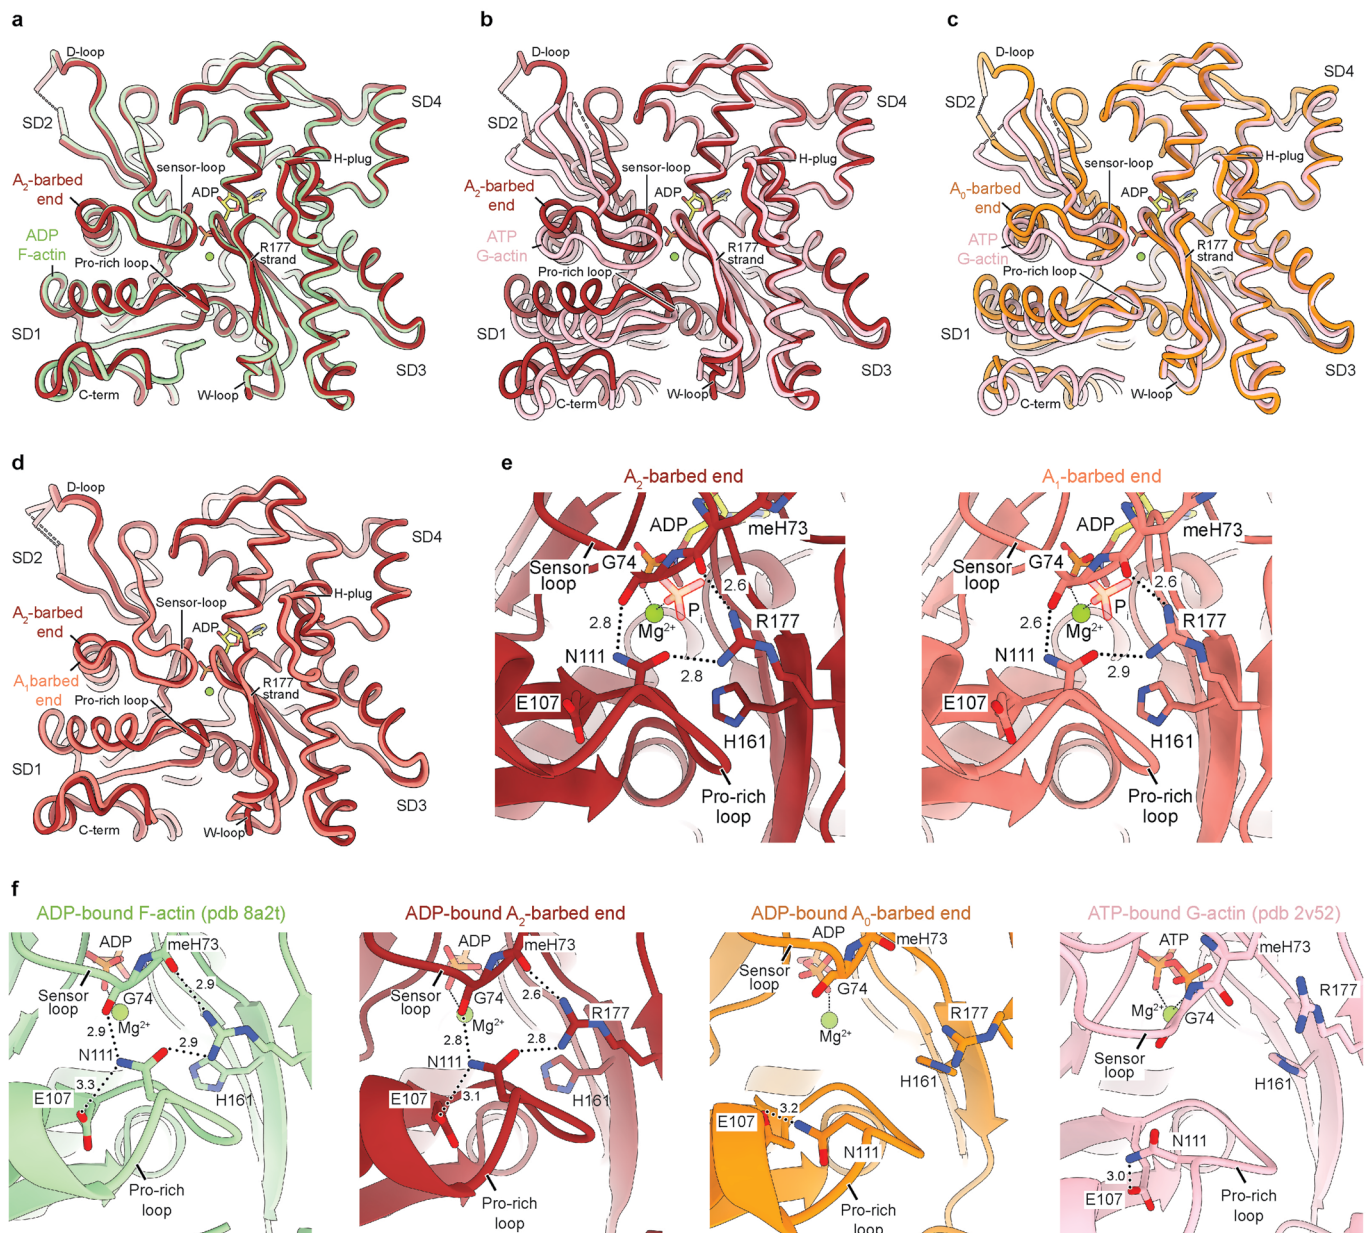 a
D-loop
SD2
SD4
sensor-loop
H-plug
A2-barbed
end
ADP
ADP
F-actin
R177
strand
Pro-rich loop
SD1
SD3
W-loop
C-term
b
D-loop
SD2
SD4
sensor-loop
H-plug
A2-barbed
end
ADP
ATP
G-actin
R177
strand
Pro-rich loop
SD1
SD3
W-loop
C-term
c
D-loop
SD4
SD2
sensor-loop
H-plug
A0-barbed
end
ADP
ATP
G-actin
R177
strand
Pro-rich loop
SD1
SD3
W-loop
C-term
d
D-loop
SD4
SD2
Sensor-loop
H-plug
A2-barbed
end
ADP
A1barbed
end
R177
strand
Pro-rich loop
SD1
SD3
C-term
W-loop
e
A2-barbed end
ADP
meH73
Sensor
loop
G74
2.6
Pi
2.8
Mg2+
R177
N111
2.8
E107
H161
Pro-rich
loop
A1-barbed end
ADP
meH73
Sensor
loop
G74
2.6
P
2.6
Mg2+
R177
N111
2.9
E107
H161
Pro-rich
loop
f
ADP-bound F-actin (pdb 8a2t)
ADP
meH73
Sensor
loop
G74
2.9
Mg2+
2.9
2.9
N111
3.3
E107
H161
Pro-rich
loop
ADP-bound A2-barbed end
ADP
meH73
Sensor
loop
G74
2.6
Mg2+
R177
2.8
2.8
N111
E107
3.1
H161
Pro-rich
loop
ADP-bound A0-barbed end
ADP
meH73
Sensor
loop
G74
Mg2+
R177
H161
3.2
E107
N111
Pro-rich
loop
ATP-bound G-actin (pdb 2v52)
ATP
meH73
R177
Mg2+
G74
Sensor
loop
H161
N111
3.0
E107
Pro-rich
loop